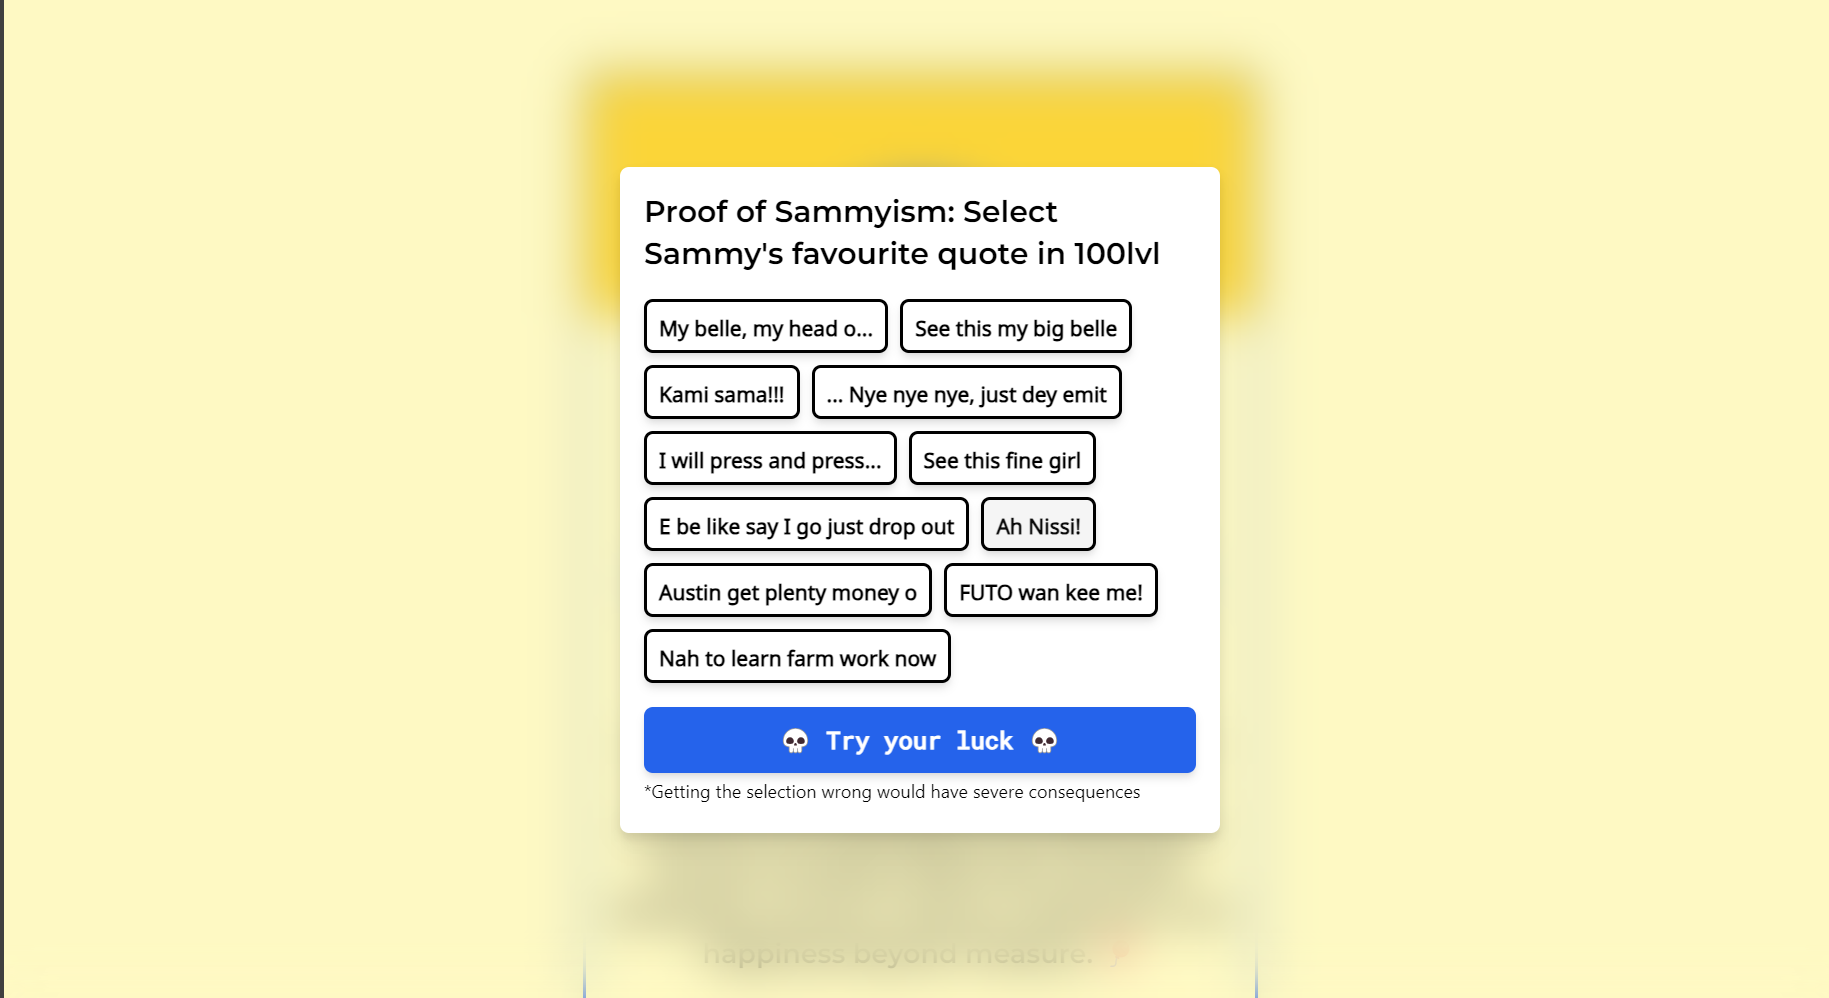 Proof of Sammyism: Select
Sammy's favourite quote in 100lvl
My belle, my head o...
See this my big belle
Kami sama!!!
... Nye nye nye, just dey emit
I will press and press...
See this fine girl
E be like say I go just drop out
Ah Nissi!
Austin get plenty money o
FUTO wan kee me!
Nah to learn farm work now
💀 Try your luck 💀
*Getting the selection wrong would have severe consequences
happiness beyond measure.